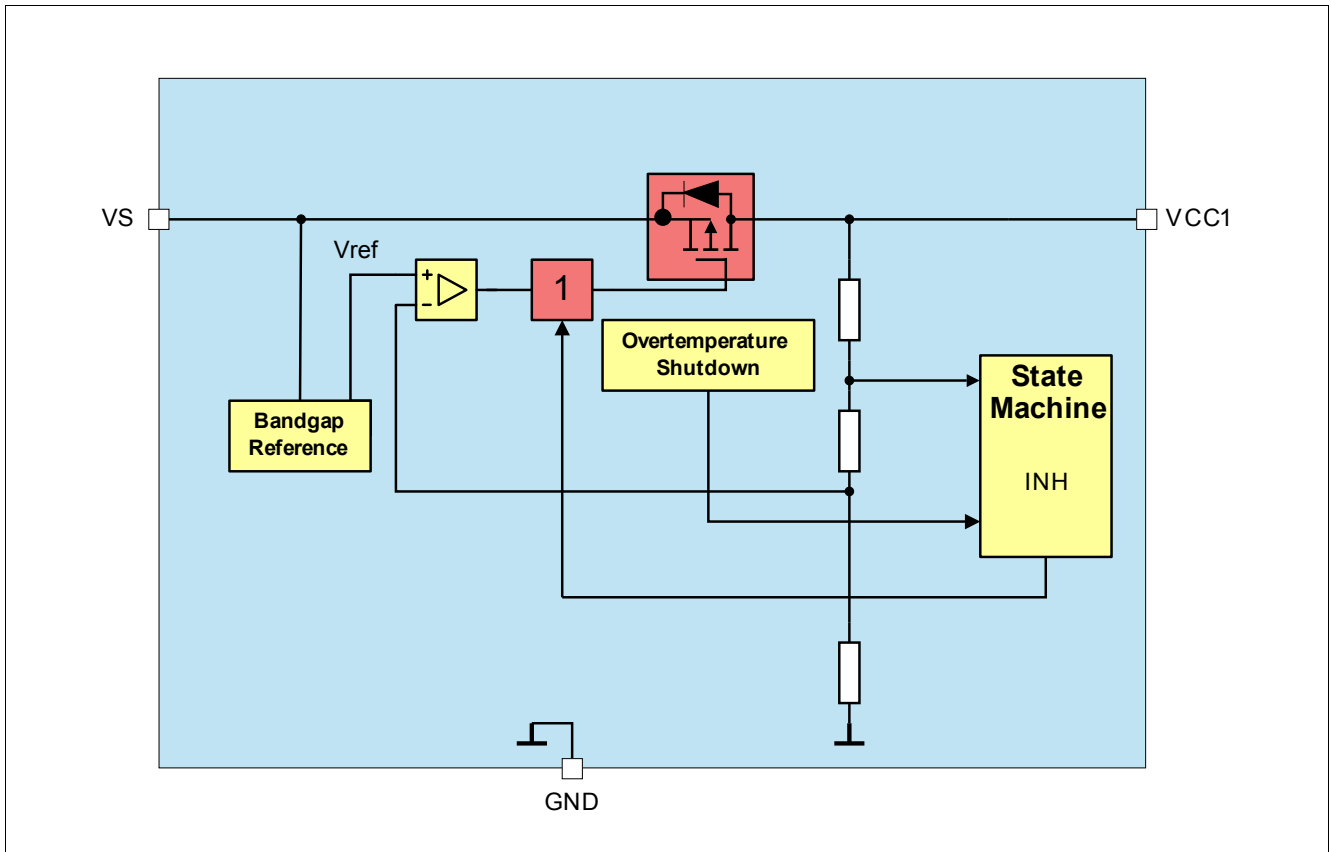 VS
VCC1
Vref
+
-
1
Overtemperature
Shutdown
State
Machine
INH
Bandgap
Reference
GND